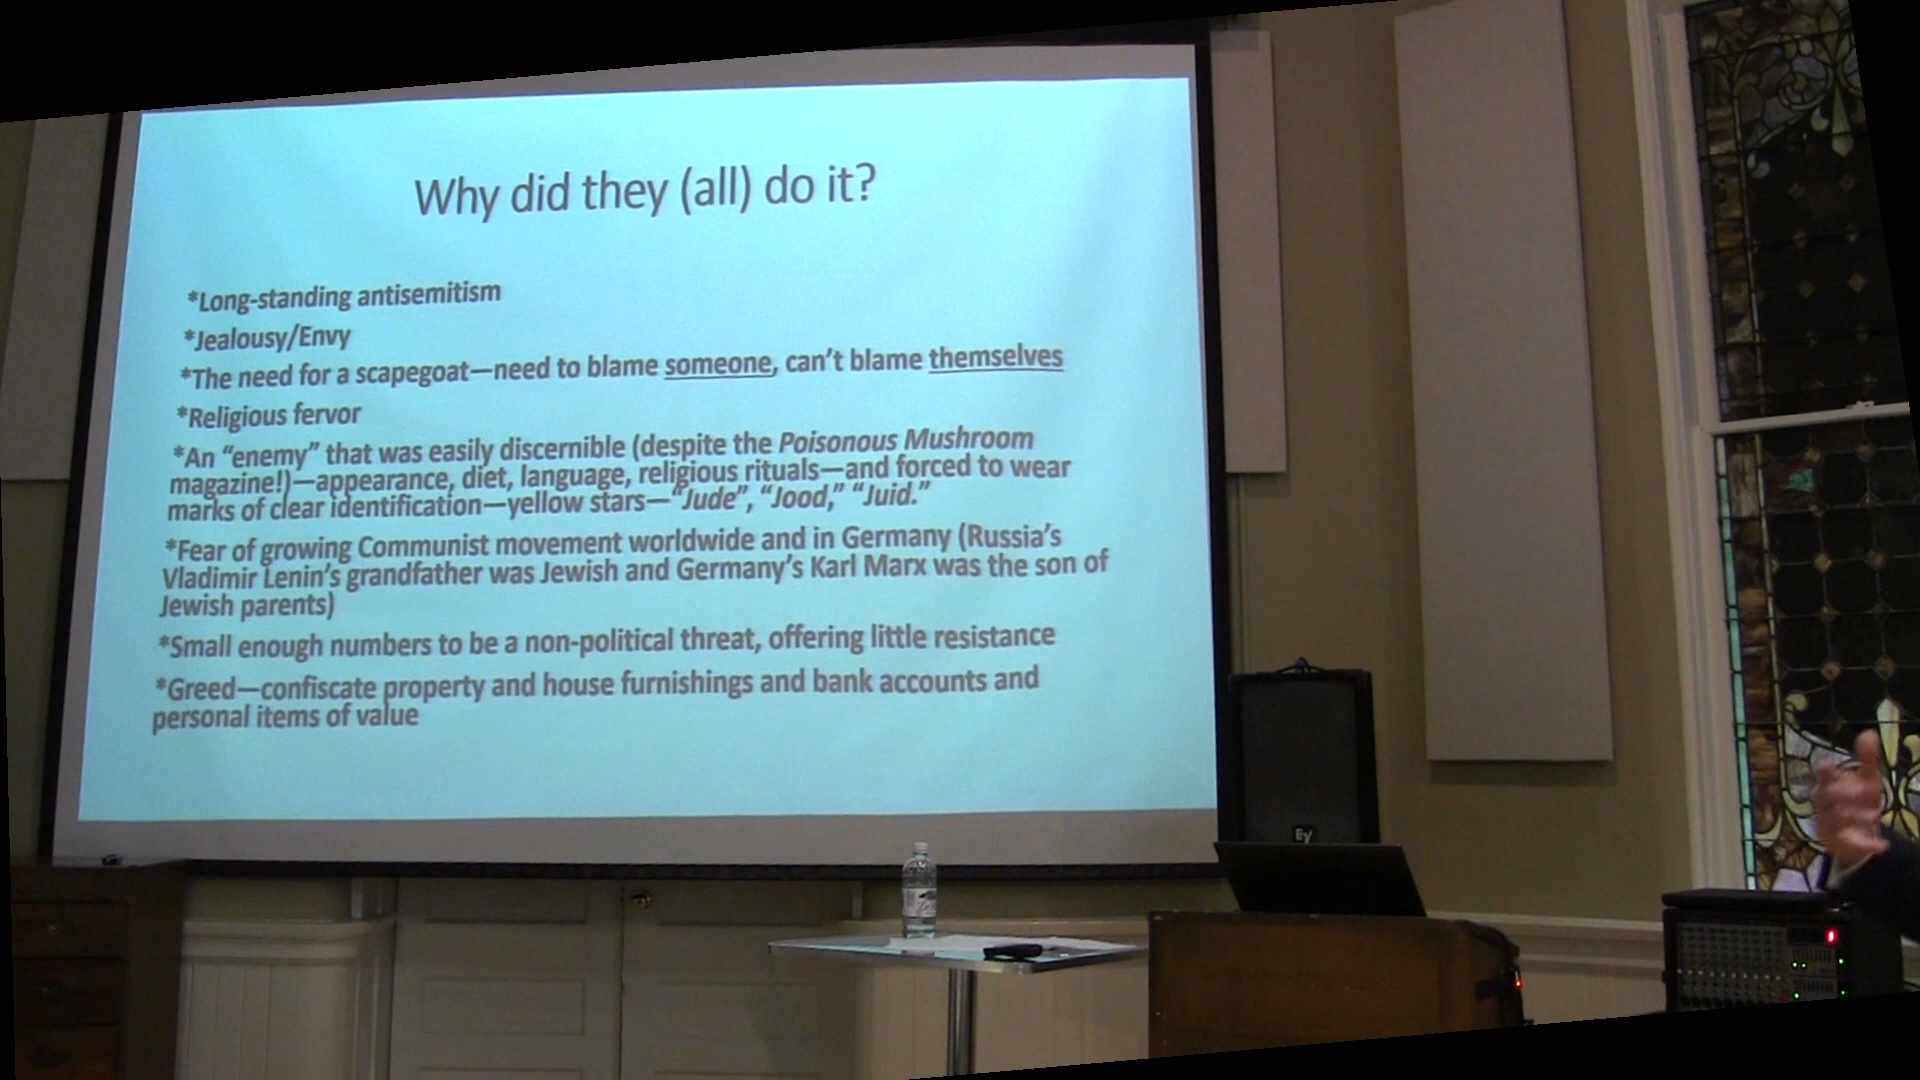 Why did they (all) do it?
*Long-standing antisemitism
*Jealousy/Envy
*The need for a scapegoat—need to blame someone, can't blame themselves
*Religious fervor
*An “enemy” that was easily discernible (despite the Poisonous Mushroom
magazine!)—appearance, diet, language, religious rituals—and forced to wear
marks of clear identification—yellow stars—“Jude”, “Jood,” “Juid.”
*Fear of growing Communist movement worldwide and in Germany (Russia's
Vladimir Lenin's grandfather was Jewish and Germany's Karl Marx was the son of
Jewish parents)
*Small enough numbers to be a non-political threat, offering little resistance
*Greed—confiscate property and house furnishings and bank accounts and
personal items of value
EV